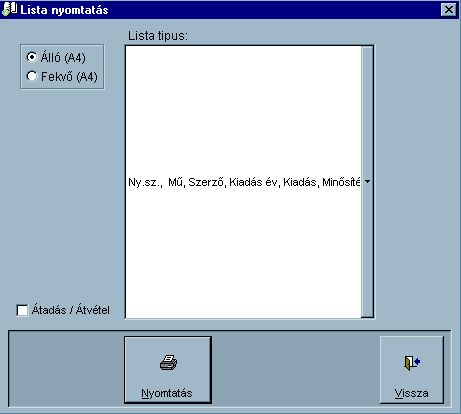 Lista nyomtatás
Lista tipus:
Álló (A4)
Fekvő (A4)
Ny.sz., Mű, Szerző, Kiadás év, Kiadás, Minősíté
Átadás / Átvétel
Nyomtatás
Vissza